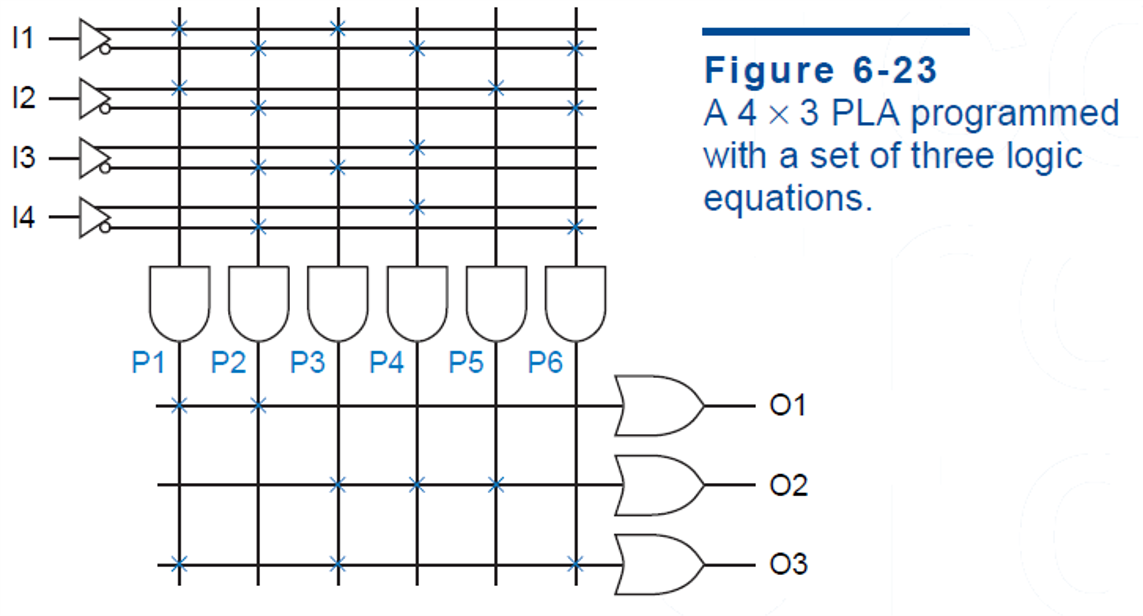 I1
I2
I3
I4
P1 P2 P3 P4 P5 P6
O1
O2
O3
Figure 6-23
A 4 × 3 PLA programmed
with a set of three logic
equations.